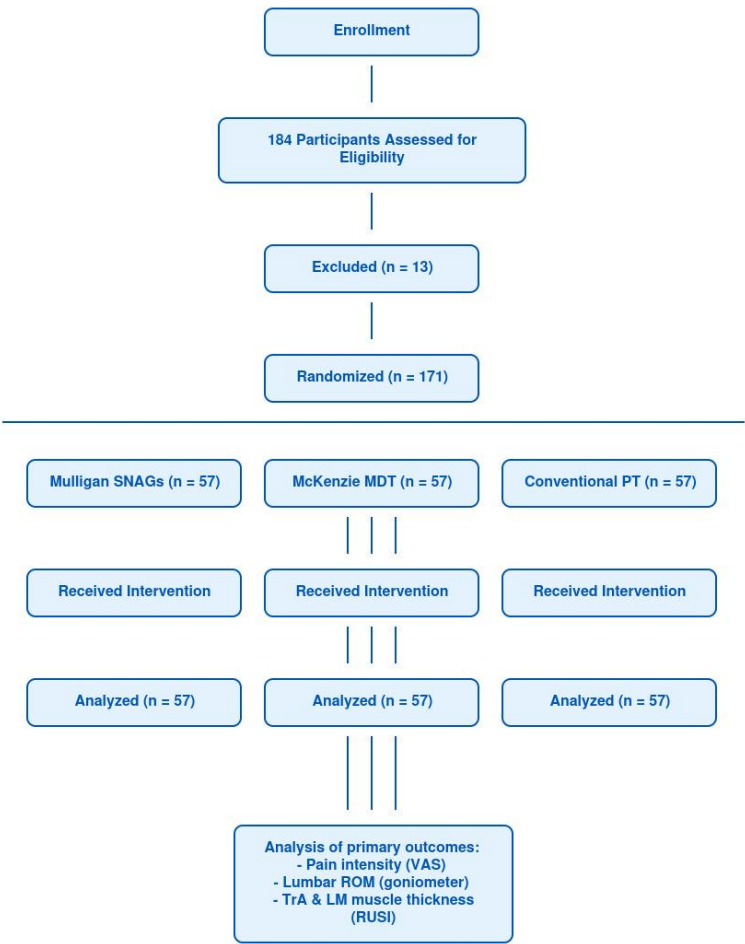 Enrollment
184 Participants Assessed for
Eligibility
Excluded (n = 13)
Randomized (n = 171)
Mulligan SNAGs (n = 57)
McKenzie MDT (n = 57)
Conventional PT (n = 57)
Received Intervention
Received Intervention
Received Intervention
Analyzed (n = 57)
Analyzed (n = 57)
Analyzed (n = 57)
Analysis of primary outcomes:
- Pain intensity (VAS)
- Lumbar ROM (goniometer)
- TrA & LM muscle thickness
(RUSI)